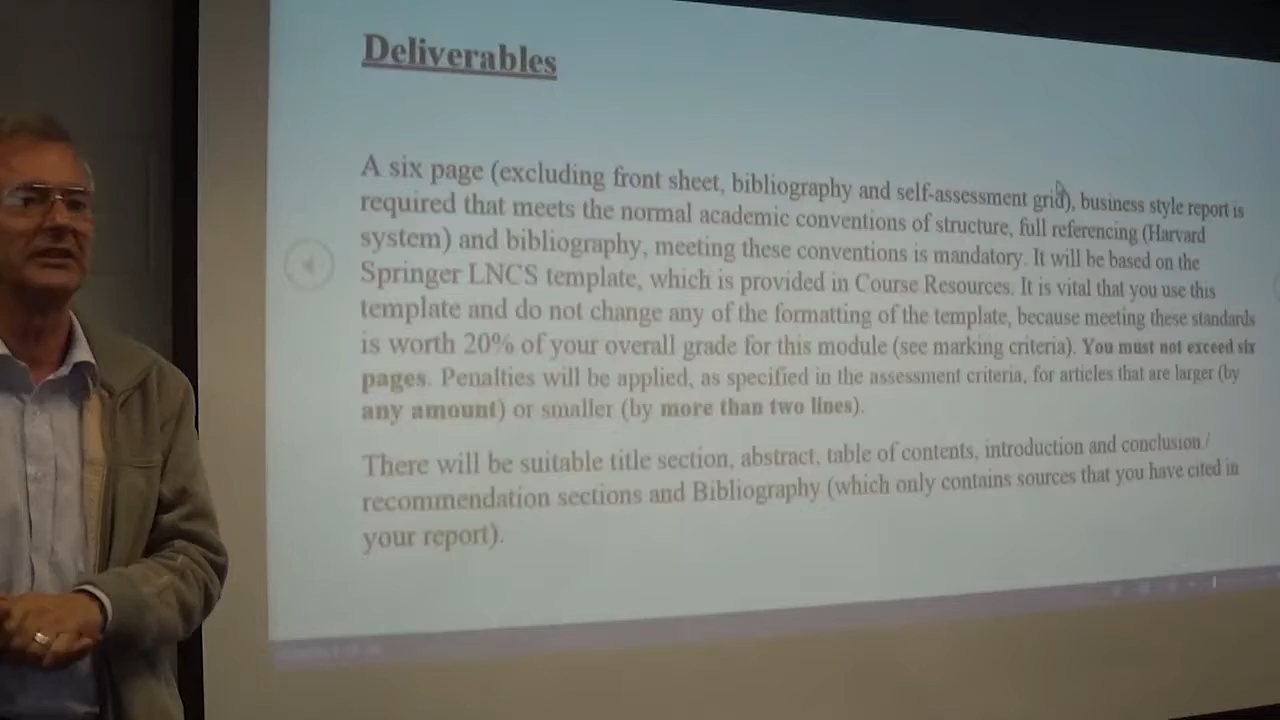 Deliverables
A six page (excluding front sheet, bibliography and self-assessment grid), business style report is
required that meets the normal academic conventions of structure, full referencing (Harvard
system) and bibliography, meeting these conventions is mandatory. It will be based on the
Springer LNCS template, which is provided in Course Resources. It is vital that you use this
template and do not change any of the formatting of the template, because meeting these standards
is worth 20% of your overall grade for this module (see marking criteria). You must not exceed six
pages. Penalties will be applied, as specified in the assessment criteria, for articles that are larger (by
any amount) or smaller (by more than two lines).
There will be suitable title section, abstract, table of contents, introduction and conclusion /
recommendation sections and Bibliography (which only contains sources that you have cited in
your report).